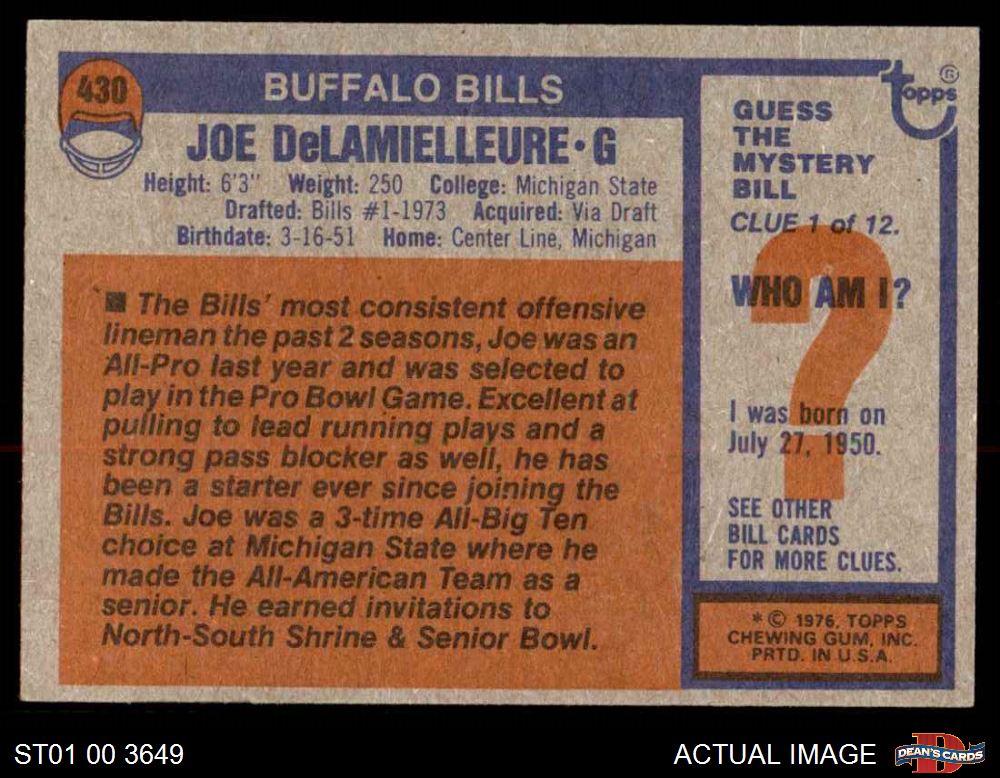 430
BUFFALO BILLS
JOE DeLAMIELLEURE • G
Height: 6'3" Weight: 250 College: Michigan State
Drafted: Bills #1-1973 Acquired: Via Draft
Birthdate: 3-16-51 Home: Center Line, Michigan
■ The Bills' most consistent offensive
lineman the past 2 seasons, Joe was an
All-Pro last year and was selected to
play in the Pro Bowl Game. Excellent at
pulling to lead running plays and a
strong pass blocker as well, he has
been a starter ever since joining the
Bills. Joe was a 3-time All-Big Ten
choice at Michigan State where he
made the All-American Team as a
senior. He earned invitations to
North-South Shrine & Senior Bowl.
topps ®
GUESS
THE
MYSTERY
BILL
CLUE 1 of 12.
?
WHO AM I?
I was born on
July 27, 1950.
SEE OTHER
BILL CARDS
FOR MORE CLUES.
* © 1976, TOPPS
CHEWING GUM, INC.
PRTD. IN U.S.A.
ST01 00 3649
ACTUAL IMAGE
D
DEAN'S CARDS